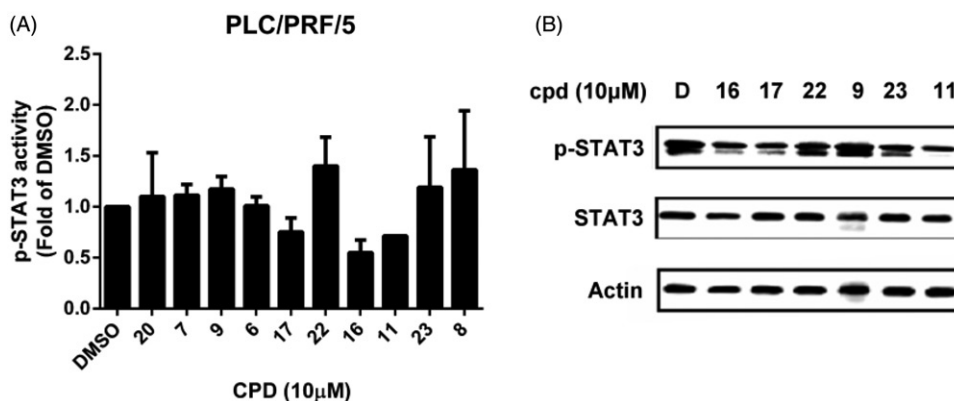 (A)
PLC/PRF/5
p-STAT3 activity
(Fold of DMSO)
2.5
2.0
1.5
1.0
0.5
0.0
DMSO 20 7 9 6 17 22 16 11 23 8
CPD (10μM)
(B)
cpd (10μM) D 16 17 22 9 23 11
p-STAT3
STAT3
Actin